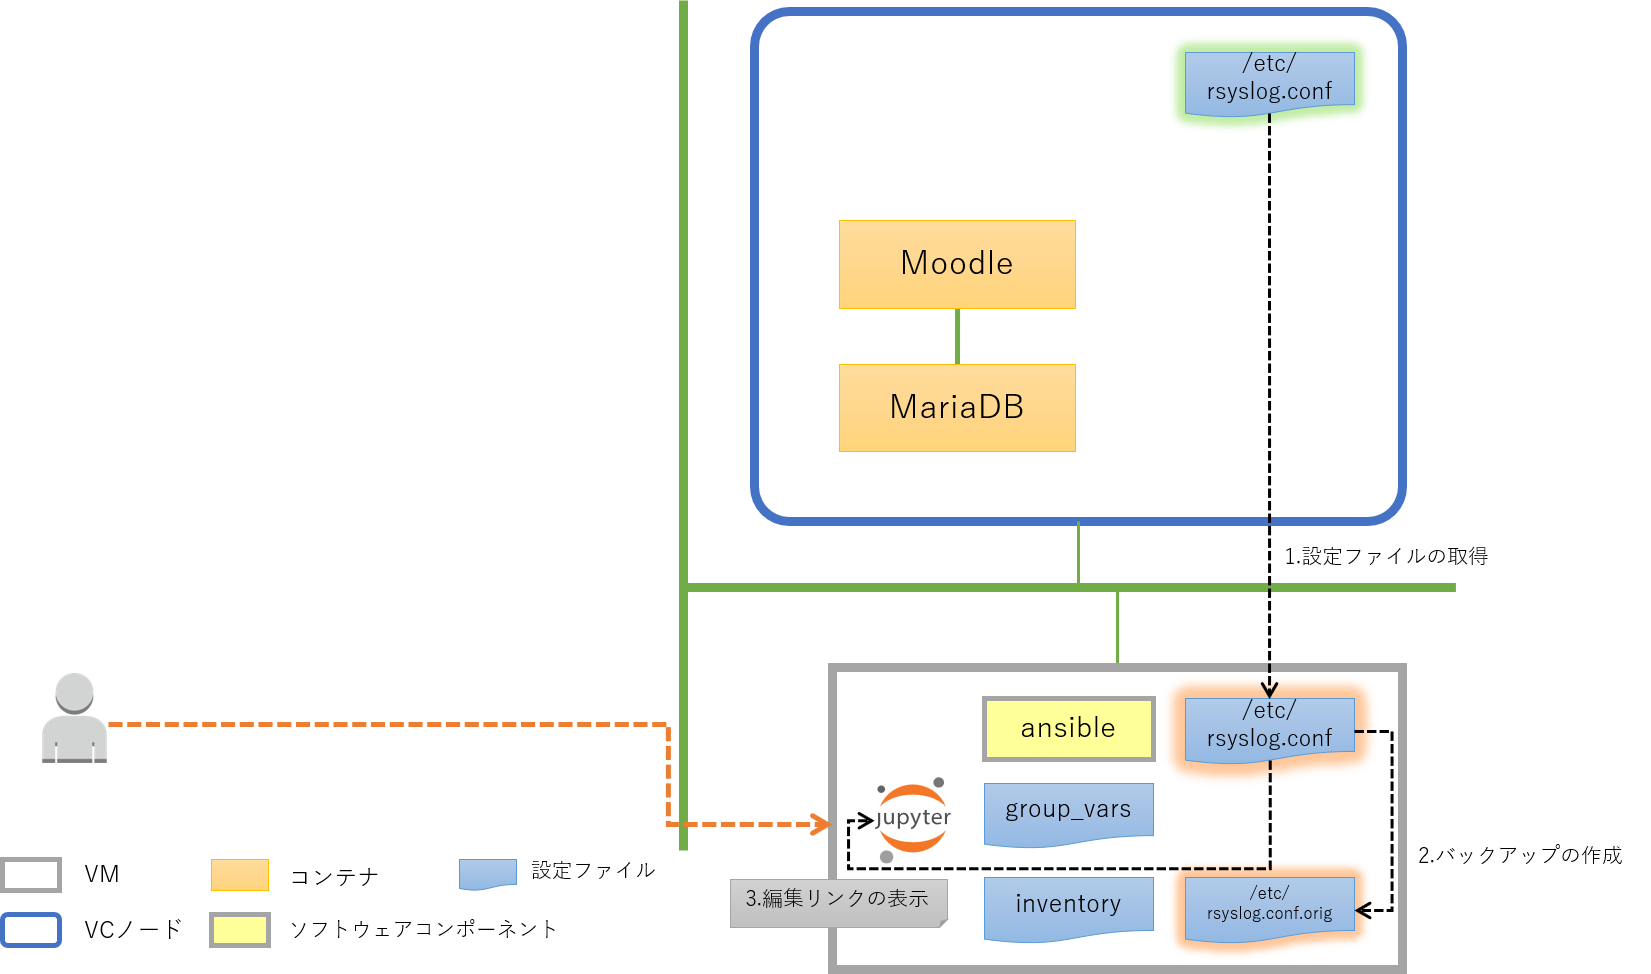 /etc/
rsyslog.conf
Moodle
MariaDB
1.設定ファイルの取得
ansible
/etc/
rsyslog.conf
jupyter
group_vars
2.バックアップの作成
3.編集リンクの表示
inventory
/etc/
rsyslog.conf.orig
VM
コンテナ
設定ファイル
VCノード
ソフトウェアコンポーネント